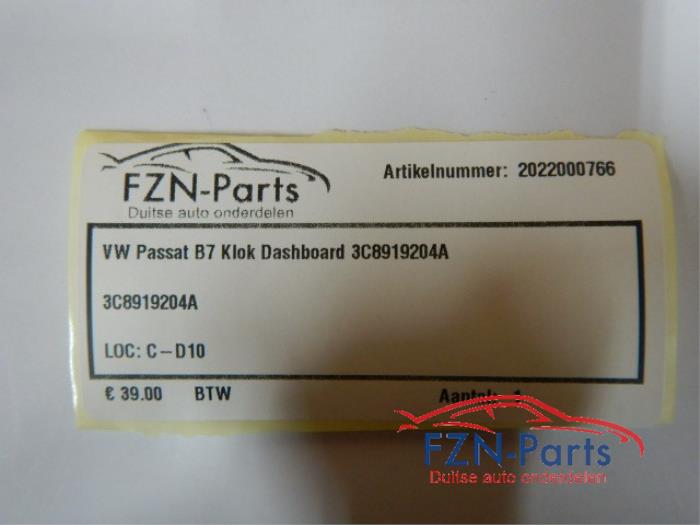 FZN-Parts
Duitse auto onderdelen
Artikelnummer: 2022000766
VW Passat B7 Klok Dashboard 3C8919204A
3C8919204A
LOC: C-D10
€ 39.00 BTW
Aantal: 1
FZN-Parts
Duitse auto onderdelen